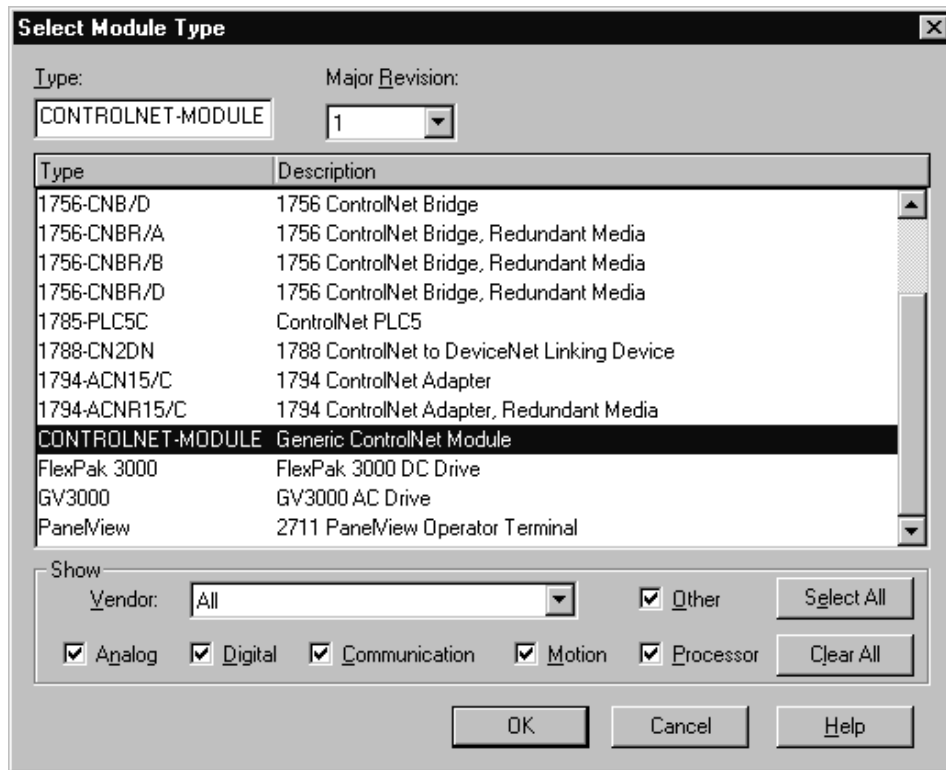 Select Module Type
Type: Major Revision:
CONTROLNET-MODULE 1
Type Description
1756-CNB/D 1756 ControlNet Bridge
1756-CNBR/A 1756 ControlNet Bridge, Redundant Media
1756-CNBR/B 1756 ControlNet Bridge, Redundant Media
1756-CNBR/D 1756 ControlNet Bridge, Redundant Media
1785-PLC5C ControlNet PLC5
1788-CN2DN 1788 ControlNet to DeviceNet Linking Device
1794-ACN15/C 1794 ControlNet Adapter
1794-ACNR15/C 1794 ControlNet Adapter, Redundant Media
CONTROLNET-MODULE Generic ControlNet Module
FlexPak 3000 FlexPak 3000 DC Drive
GV3000 GV3000 AC Drive
PanelView 2711 PanelView Operator Terminal
Show
Vendor: All Other Select All
Analog Digital Communication Motion Processor Clear All
OK Cancel Help